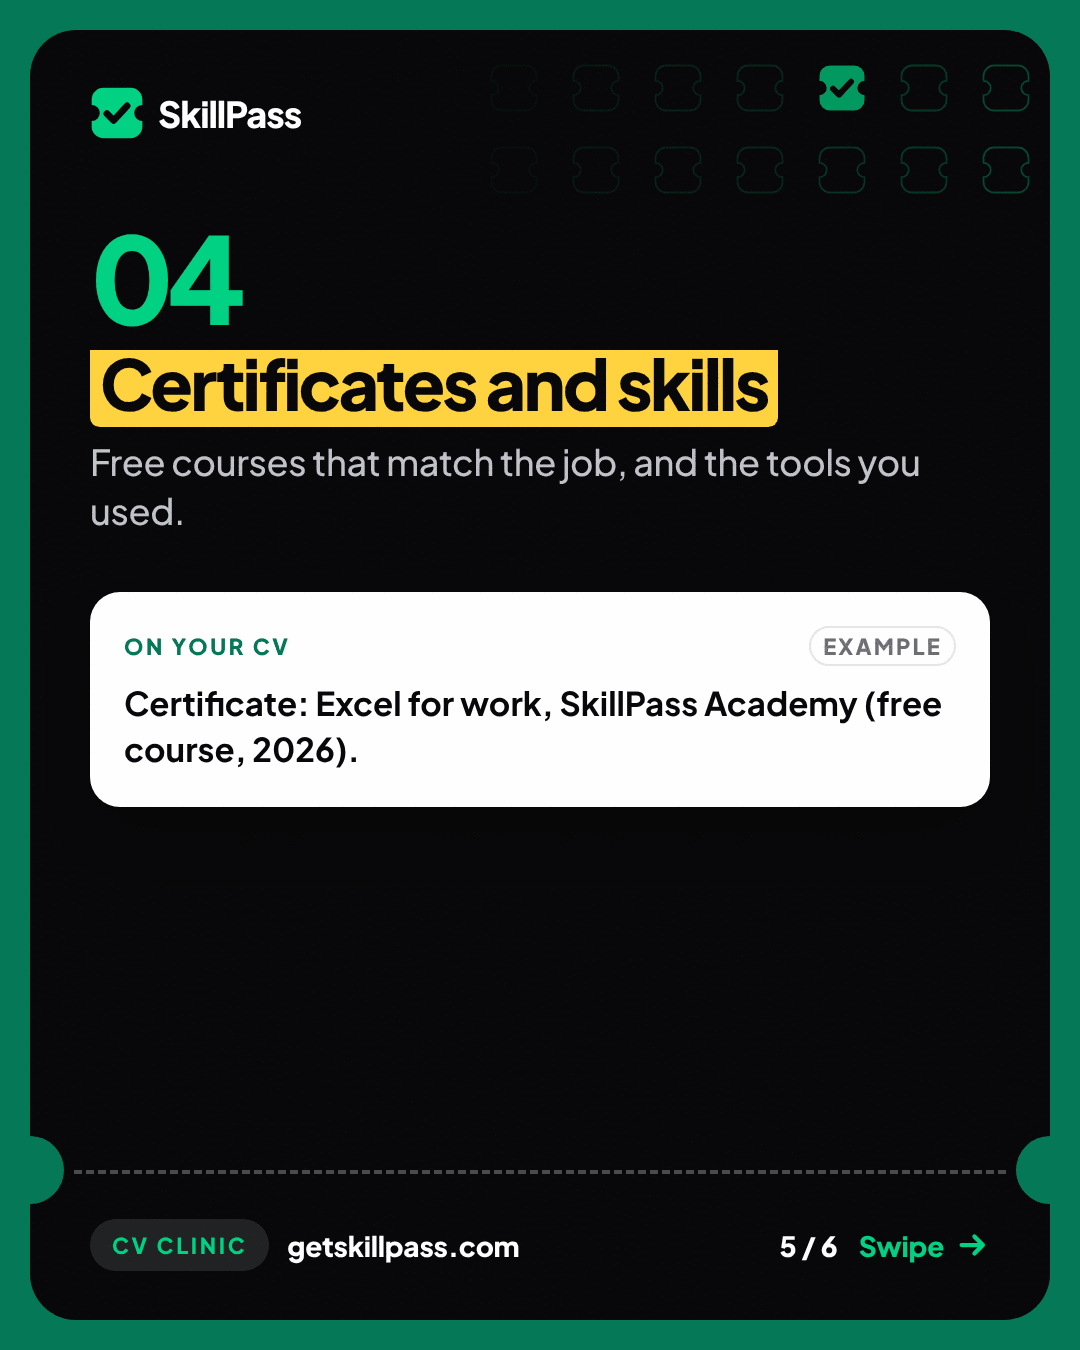 SkillPass
04
Certificates and skills
Free courses that match the job, and the tools you
used.
ON YOUR CV
EXAMPLE
Certificate: Excel for work, SkillPass Academy (free
course, 2026).
CV CLINIC
getskillpass.com
5 / 6
Swipe →